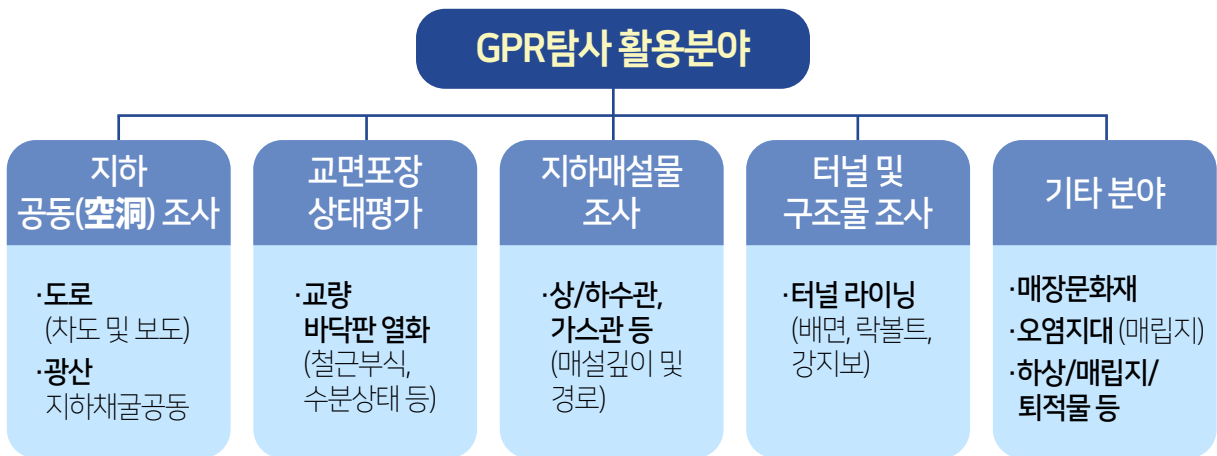 GPR탐사 활용분야
지하
공동(空洞) 조사
·도로
(차도 및 보도)
·광산
지하채굴공동
교면포장
상태평가
·교량
바닥판 열화
(철근부식,
수분상태 등)
지하매설물
조사
·상/하수관,
가스관 등
(매설깊이 및
경로)
터널 및
구조물 조사
·터널 라이닝
(배면, 락볼트,
강지보)
기타 분야
·매장문화재
·오염지대 (매립지)
·하상/매립지/
퇴적물 등